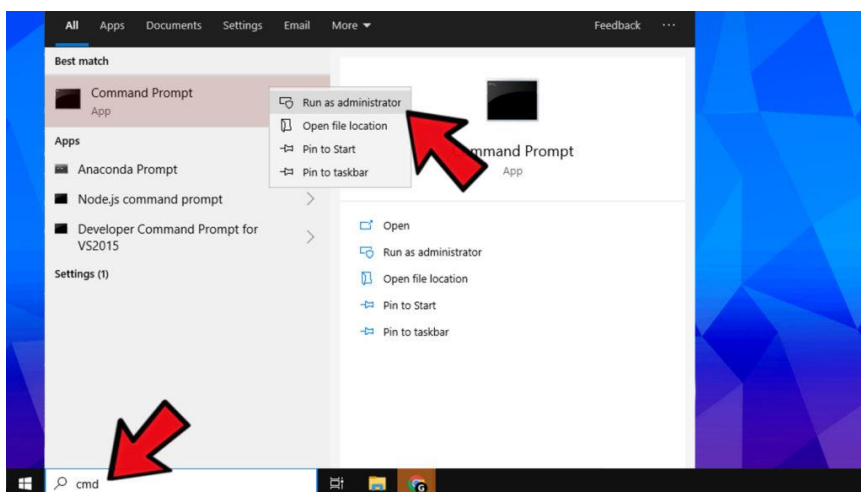 All Apps Documents Settings Email More Feedback ...
Best match
Command Prompt
App
Apps
Anaconda Prompt
Node.js command prompt
Developer Command Prompt for
VS2015
Settings (1)
Run as administrator
Open file location
Pin to Start
Pin to taskbar
Prompt
App
Open
Run as administrator
Open file location
Pin to Start
Pin to taskbar
cmd